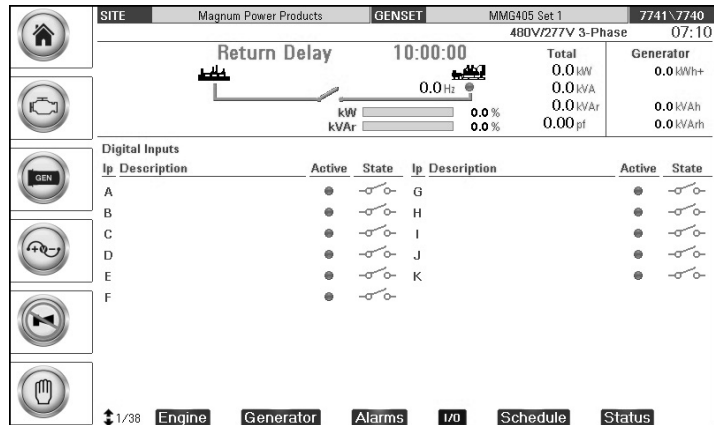 SITE Magnum Power Products GENSET MMG405 Set 1 7741\7740
480V/277V 3-Phase 07:10
Return Delay 10:00:00 Total Generator
0.0 kW 0.0 kWh+
0.0 Hz 0.0 kVA
0.0 kVAr 0.0 kVAh
kW 0.0 %
kVAr 0.0 % 0.00 pf 0.0 kVArh
Digital Inputs
Ip Description Active State Ip Description Active State
A G
B H
C I
D J
E K
F
GEN
1/38 Engine Generator Alarms I/O Schedule Status